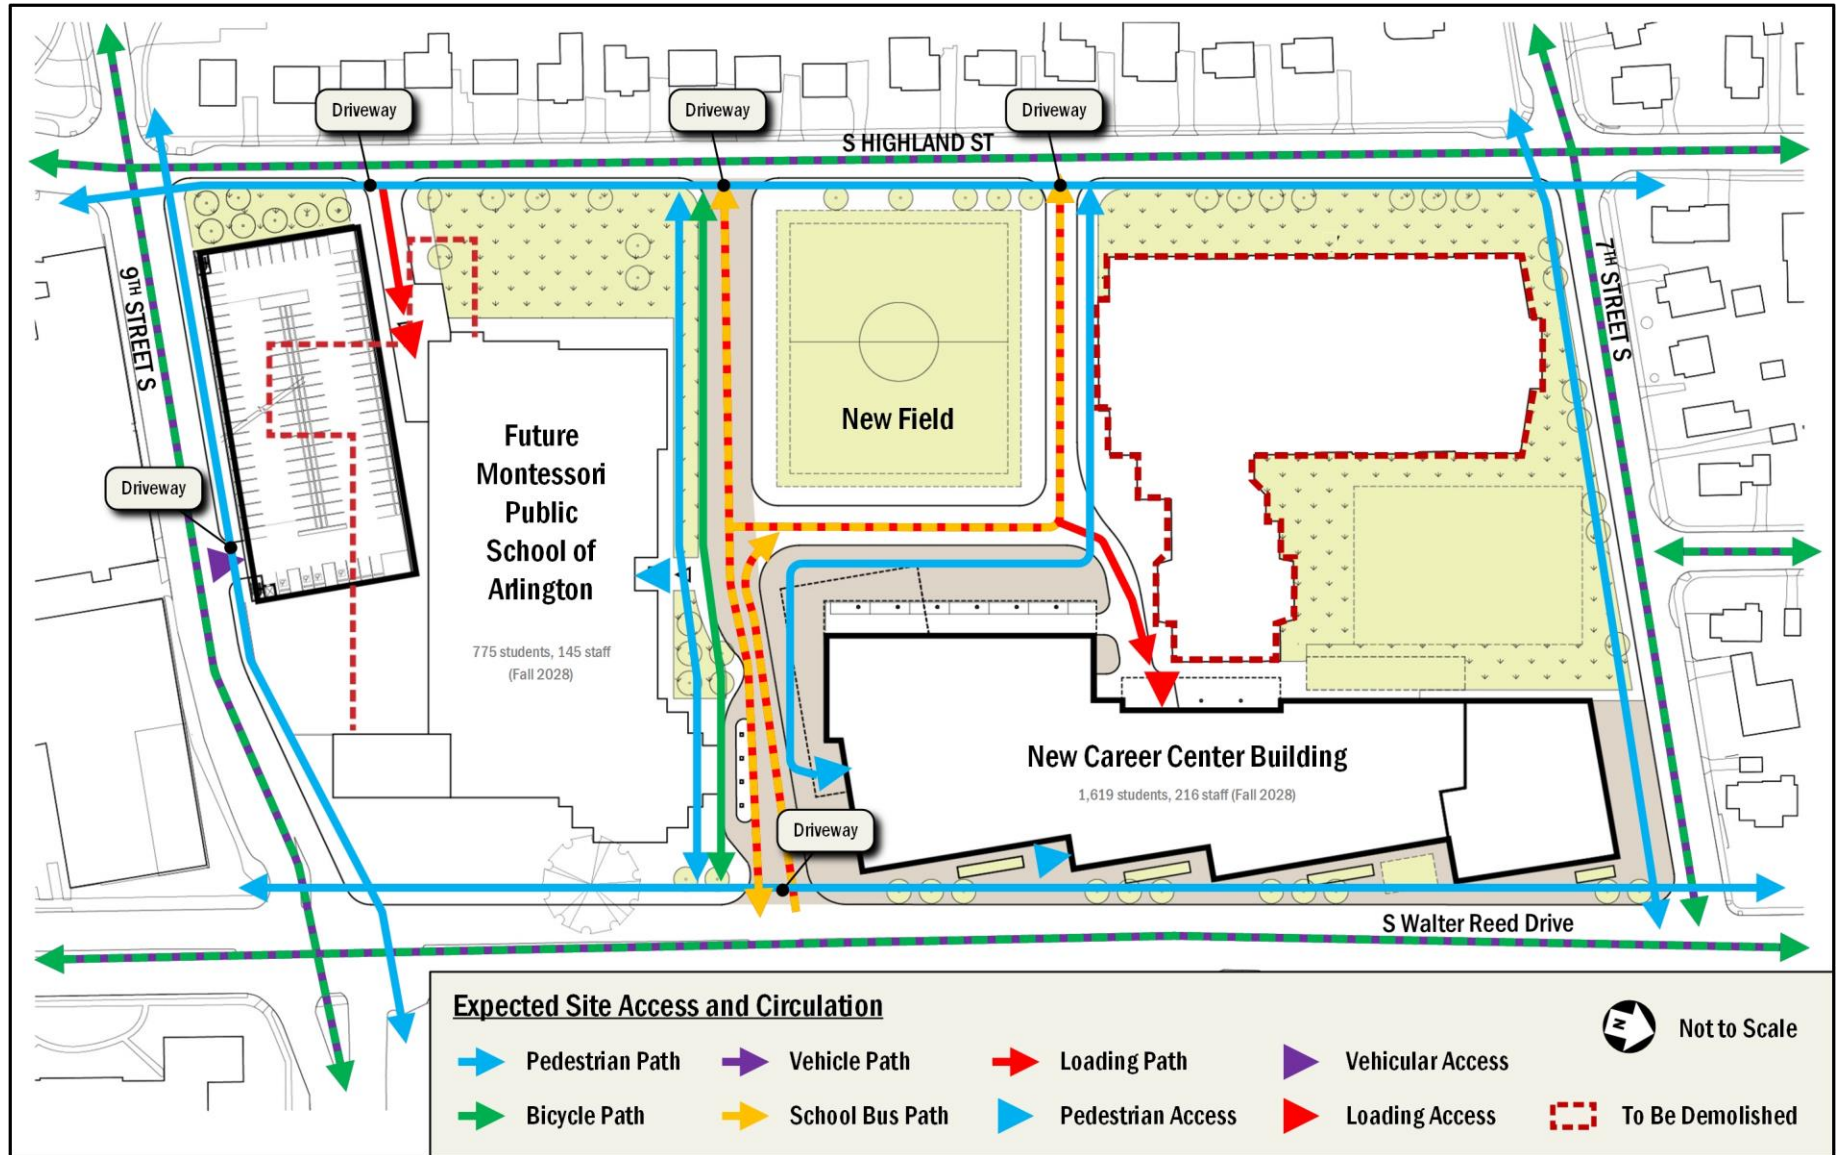 Driveway
Driveway
Driveway
S HIGHLAND ST
9TH STREET S
7TH STREET S
New Field
Future
Montessori
Public
School of
Arlington
Driveway
775 students, 145 staff
(Fall 2028)
New Career Center Building
1,619 students, 216 staff (Fall 2028)
Driveway
S Walter Reed Drive
Expected Site Access and Circulation
N
Not to Scale
Pedestrian Path
Vehicle Path
Loading Path
Vehicular Access
Bicycle Path
School Bus Path
Pedestrian Access
Loading Access
To Be Demolished